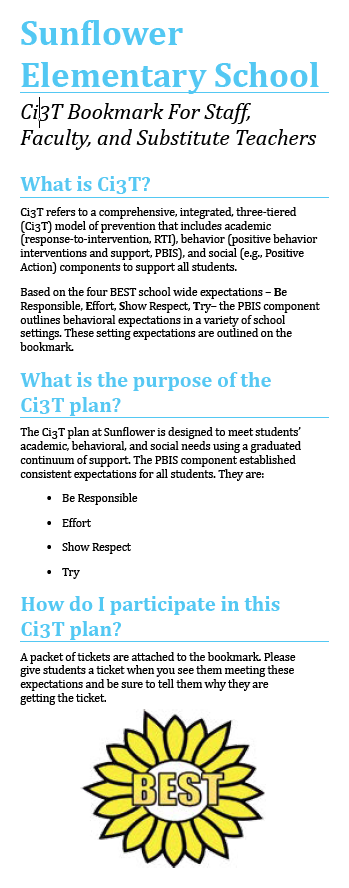 Sunflower
Elementary School
Ci3T Bookmark For Staff,
Faculty, and Substitute Teachers
What is Ci3T?
Ci3T refers to a comprehensive, integrated, three-tiered
(Ci3T) model of prevention that includes academic
(response-to-intervention, RTI), behavior (positive behavior
interventions and support, PBIS), and social (e.g., Positive
Action) components to support all students.
Based on the four BEST school wide expectations – Be
Responsible, Effort, Show Respect, Try– the PBIS component
outlines behavioral expectations in a variety of school
settings. These setting expectations are outlined on the
bookmark.
What is the purpose of the
Ci3T plan?
The Ci3T plan at Sunflower is designed to meet students’
academic, behavioral, and social needs using a graduated
continuum of support. The PBIS component established
consistent expectations for all students. They are:
• Be Responsible
• Effort
• Show Respect
• Try
How do I participate in this
Ci3T plan?
A packet of tickets are attached to the bookmark. Please
give students a ticket when you see them meeting these
expectations and be sure to tell them why they are
getting the ticket.
BEST